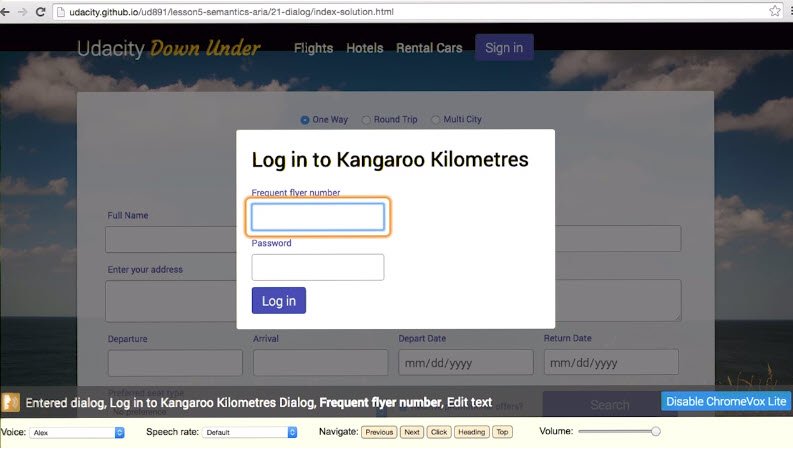 udacity.github.io/ud891/lesson5-semantics-aria/21-dialog/index-solution.html
Udacity Down Under Flights Hotels Rental Cars Sign in
One Way Round Trip Multi City
Log in to Kangaroo Kilometres
Frequent flyer number
Password
Log in
Full Name
Enter your address
Departure Arrival Depart Date Return Date
mm/dd/yyyy mm/dd/yyyy
Preferred seat type
No preference offers? Search
Entered dialog, Log in to Kangaroo Kilometres Dialog, Frequent flyer number, Edit text Disable ChromeVox Lite
Voice: Alex Speech rate: Default Navigate: Previous Next Click Heading Top Volume: